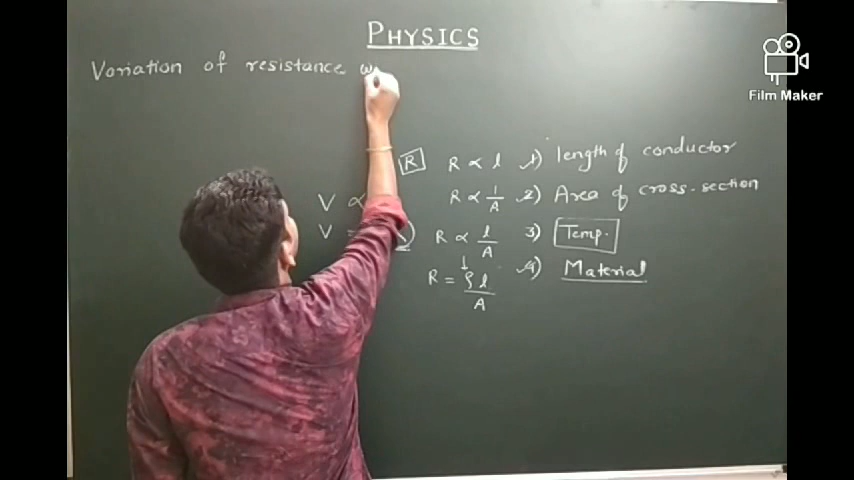 PHYSICS
Variation of resistance
Film Maker
R R ∝ l 1) length of conductor
V ∝ R ∝ 1/A 2) Area of cross-section
V = R ∝ l/A 3) Temp.
R = ρl/A 4) Material